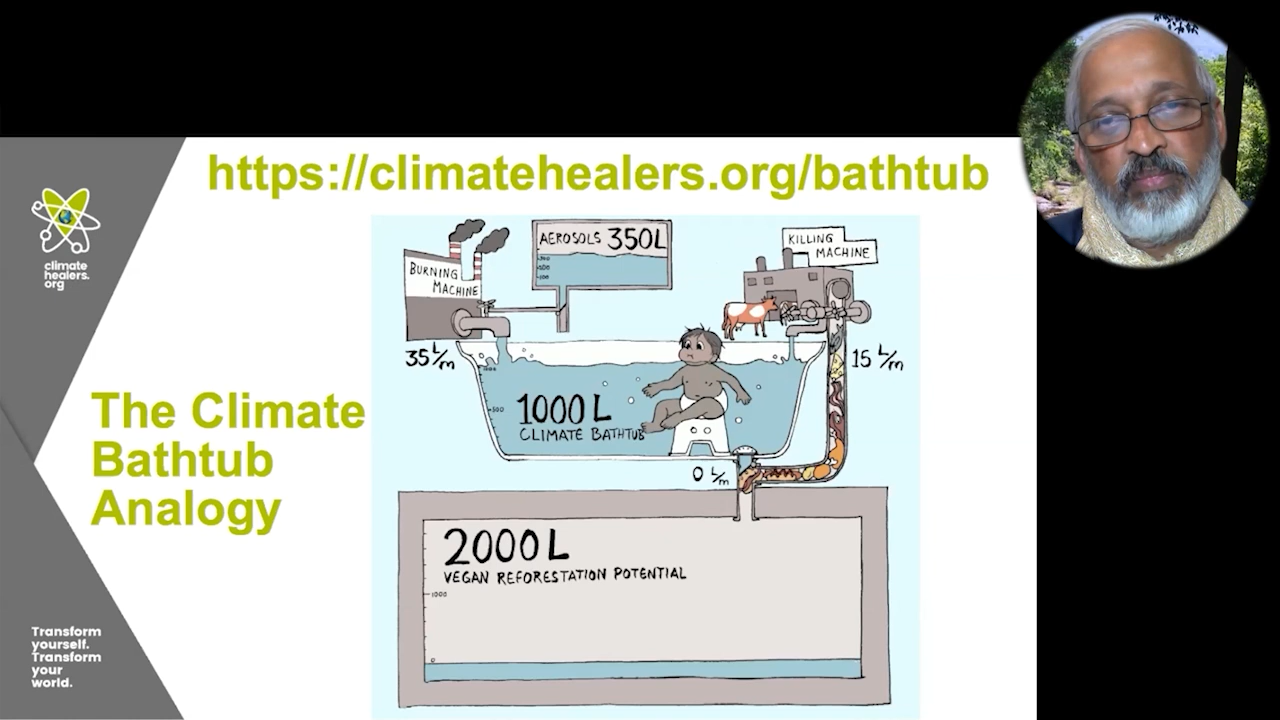 https://climatehealers.org/bathtub
climate
healers.
org
AEROSOLS 350L
BURNING
MACHINE
KILLING
MACHINE
35 L/m
15 L/m
1000 L
CLIMATE BATHTUB
0 L/m
The Climate
Bathtub
Analogy
2000 L
VEGAN REFORESTATION POTENTIAL
1000
0
Transform
yourself.
Transform
your
world.